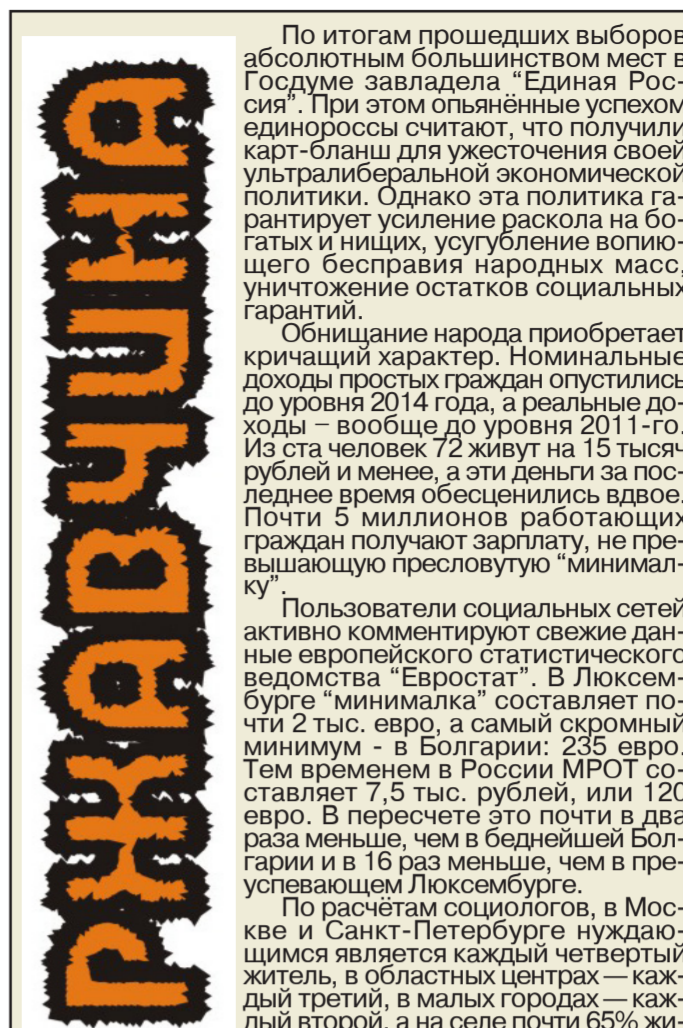 РЖАВЧИНА
По итогам прошедших выборов
абсолютным большинством мест в
Госдуме завладела “Единая Рос-
сия”. При этом опьянённые успехом
единороссы считают, что получили
карт-бланш для ужесточения своей
ультралиберальной экономической
политики. Однако эта политика га-
рантирует усиление раскола на бо-
гатых и нищих, усугубление вопию-
щего бесправия народных масс,
уничтожение остатков социальных
гарантий.
Обнищание народа приобретает
кричащий характер. Номинальные
доходы простых граждан опустились
до уровня 2014 года, а реальные до-
ходы – вообще до уровня 2011-го.
Из ста человек 72 живут на 15 тысяч
рублей и менее, а эти деньги за пос-
леднее время обесценились вдвое.
Почти 5 миллионов работающих
граждан получают зарплату, не пре-
вышающую пресловутую “минимал-
ку”.
Пользователи социальных сетей
активно комментируют свежие дан-
ные европейского статистического
ведомства “Евростат”. В Люксем-
бурге “минималка” составляет по-
чти 2 тыс. евро, а самый скромный
минимум - в Болгарии: 235 евро.
Тем временем в России МРОТ со-
ставляет 7,5 тыс. рублей, или 120
евро. В пересчете это почти в два
раза меньше, чем в беднейшей Бол-
гарии и в 16 раз меньше, чем в пре-
успевающем Люксембурге.
По расчётам социологов, в Мос-
кве и Санкт-Петербурге нуждаю-
щимся является каждый четвертый
житель, в областных центрах — каж-
дый третий, в малых городах — каж-
дый второй, а на селе почти 65% жи-